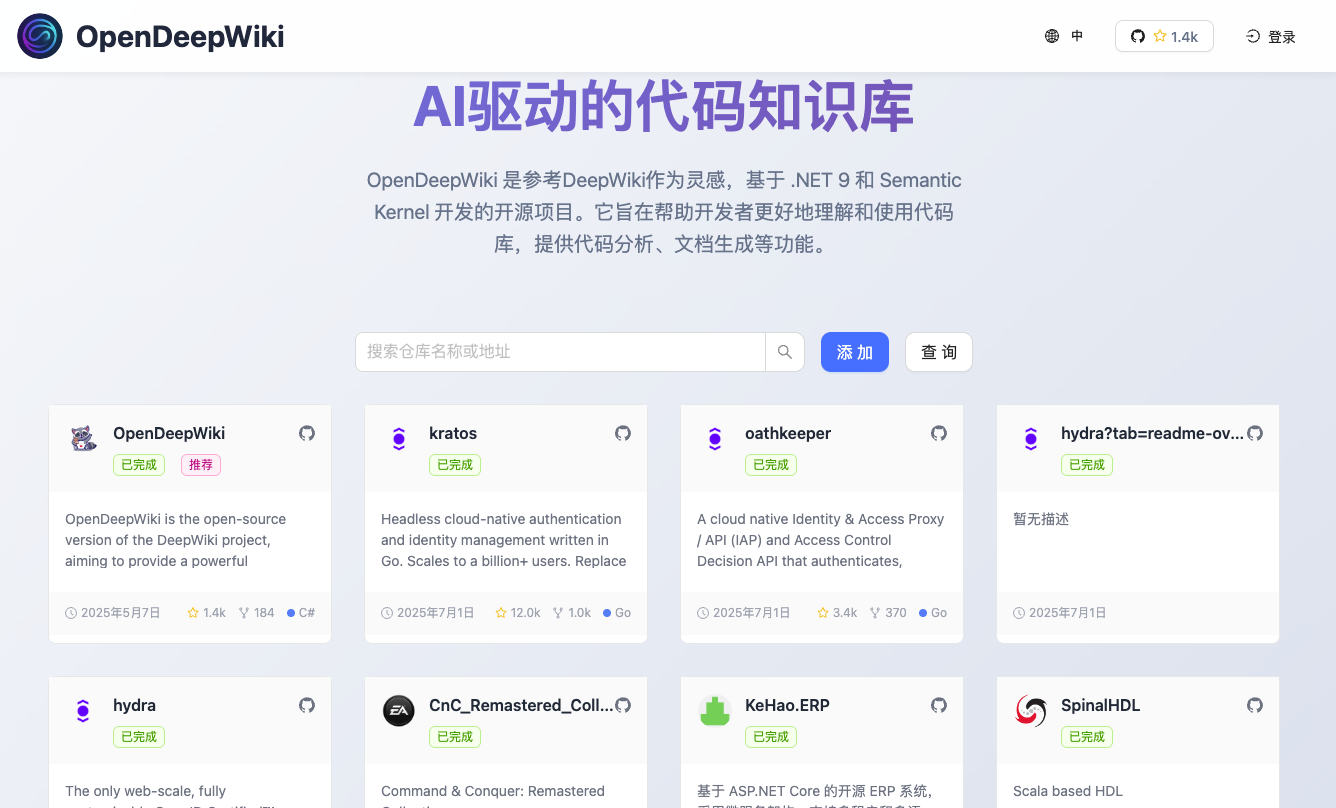 OpenDeepWiki
中
1.4k
登录
AI驱动的代码知识库
OpenDeepWiki 是参考DeepWiki作为灵感，基于 .NET 9 和 Semantic
Kernel 开发的开源项目。它旨在帮助开发者更好地理解和使用代码
库，提供代码分析、文档生成等功能。
搜索仓库名称或地址
添 加
查 询
OpenDeepWiki
已完成
推荐
OpenDeepWiki is the open-source
version of the DeepWiki project,
aiming to provide a powerful
2025年5月7日
1.4k
184
C#
kratos
已完成
Headless cloud-native authentication
and identity management written in
Go. Scales to a billion+ users. Replace
2025年7月1日
12.0k
1.0k
Go
oathkeeper
已完成
A cloud native Identity & Access Proxy
/ API (IAP) and Access Control
Decision API that authenticates,
2025年7月1日
3.4k
370
Go
hydra?tab=readme-ov...
已完成
暂无描述
2025年7月1日
hydra
已完成
The only web-scale, fully
EA
CnC_Remastered_Coll...
已完成
Command & Conquer: Remastered
KeHao.ERP
已完成
基于 ASP.NET Core 的开源 ERP 系统，
SpinalHDL
已完成
Scala based HDL